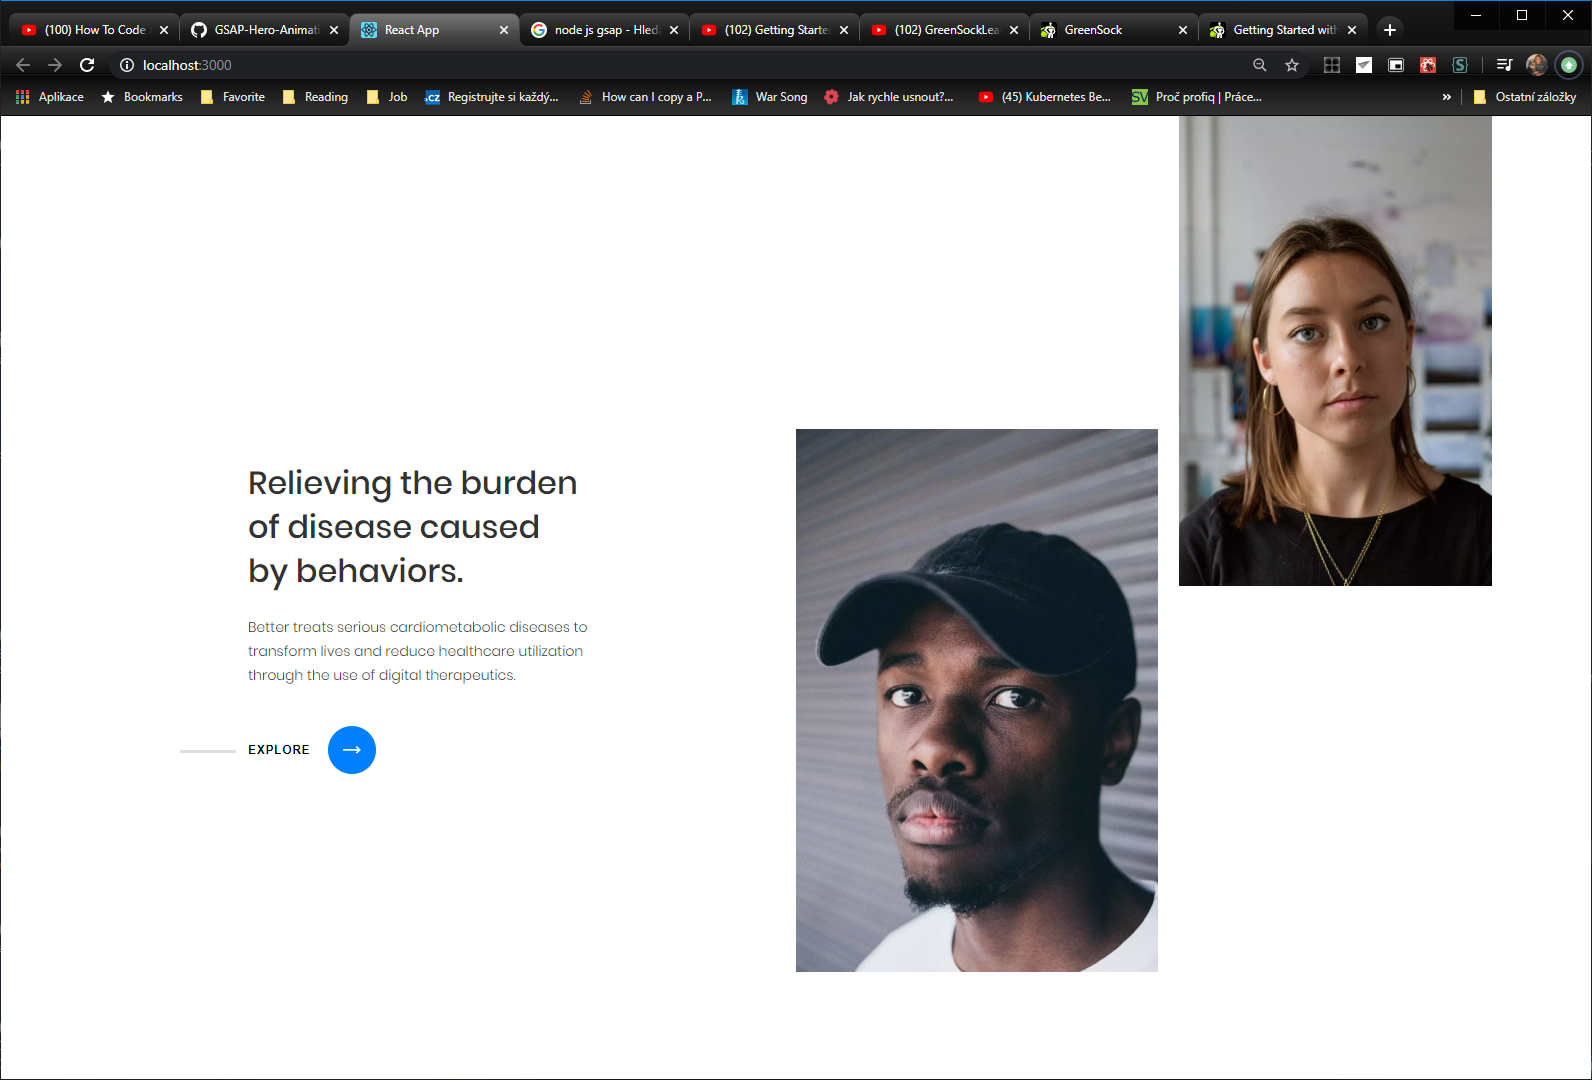 (100) How To Code
GSAP-Hero-Animati
React App
node js gsap - Hled
(102) Getting Starte
(102) GreenSockLea
GreenSock
Getting Started with
localhost:3000
Aplikace
Bookmarks
Favorite
Reading
Job
.CZ
Registrujte si každý...
How can I copy a P...
War Song
Jak rychle usnout?...
(45) Kubernetes Be...
SV
Proč profiq | Práce...
»
Ostatní záložky
Relieving the burden
of disease caused
by behaviors.
Better treats serious cardiometabolic diseases to
transform lives and reduce healthcare utilization
through the use of digital therapeutics.
EXPLORE